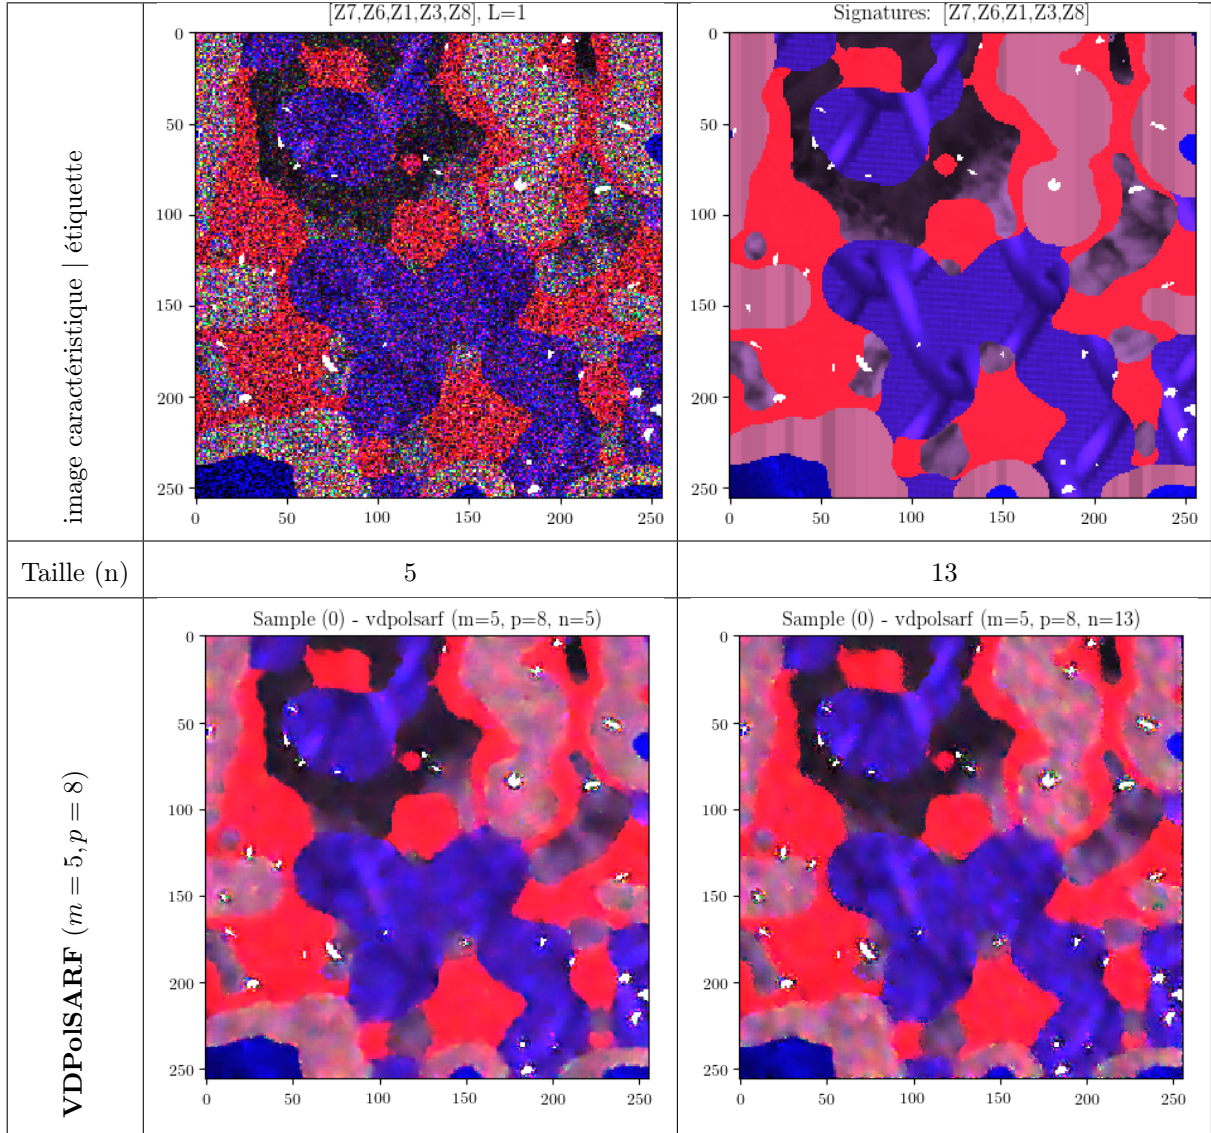 [Z7,Z6,Z1,Z3,Z8], L=1
0
50
100
150
200
250
0 50 100 150 200 250
Signatures: [Z7,Z6,Z1,Z3,Z8]
0
50
100
150
200
250
0 50 100 150 200 250
image caractéristique | étiquette
Taille (n) 5 13
Sample (0) - vdpolsarf (m=5, p=8, n=5)
0
50
100
150
200
250
0 50 100 150 200 250
Sample (0) - vdpolsarf (m=5, p=8, n=13)
0
50
100
150
200
250
0 50 100 150 200 250
VDPolSARF (m = 5, p = 8)